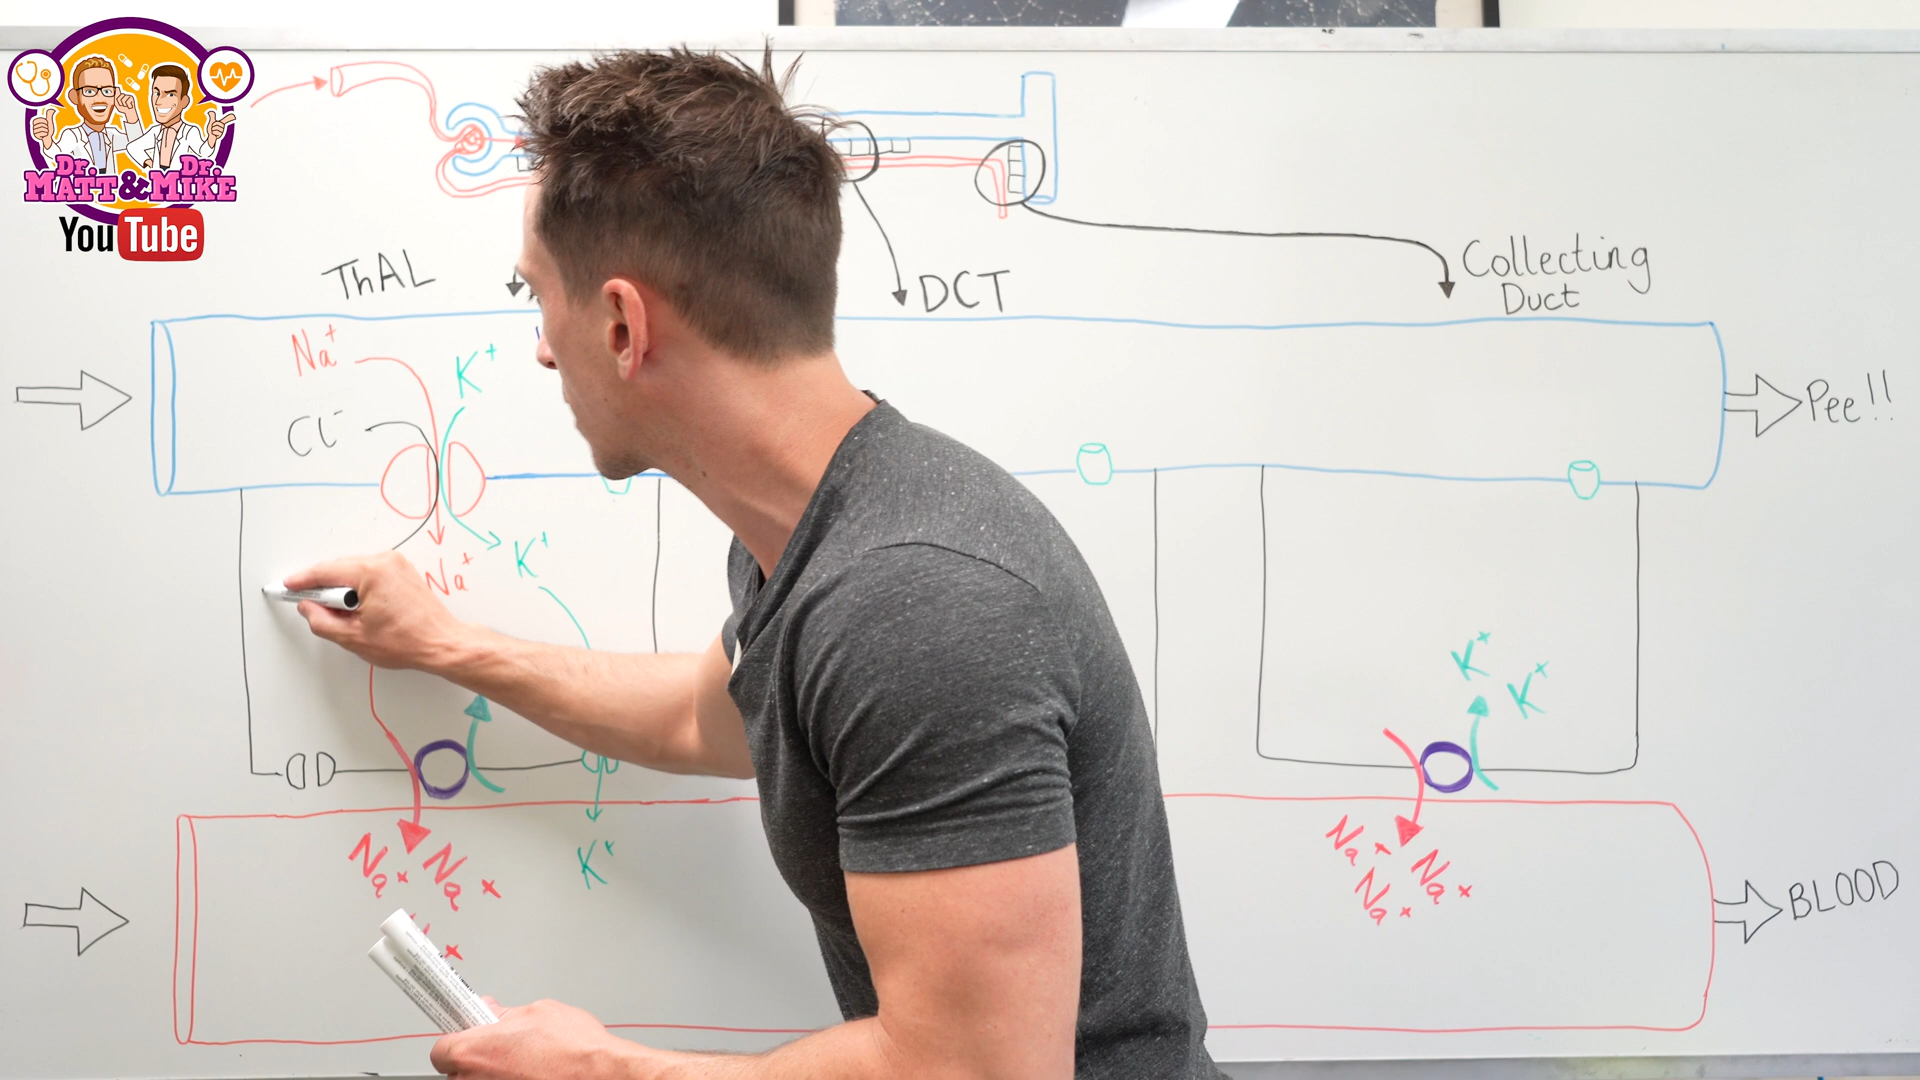 Dr. Dr.
MATT & MIKE
YouTube
ThAL
DCT
Collecting
Duct
Na⁺
K⁺
Cl⁻
Pee!!
K⁺
Na⁺
K⁺
K⁺
Na⁺ Na⁺
K⁺
Na⁺
Na⁺
Na⁺
BLOOD